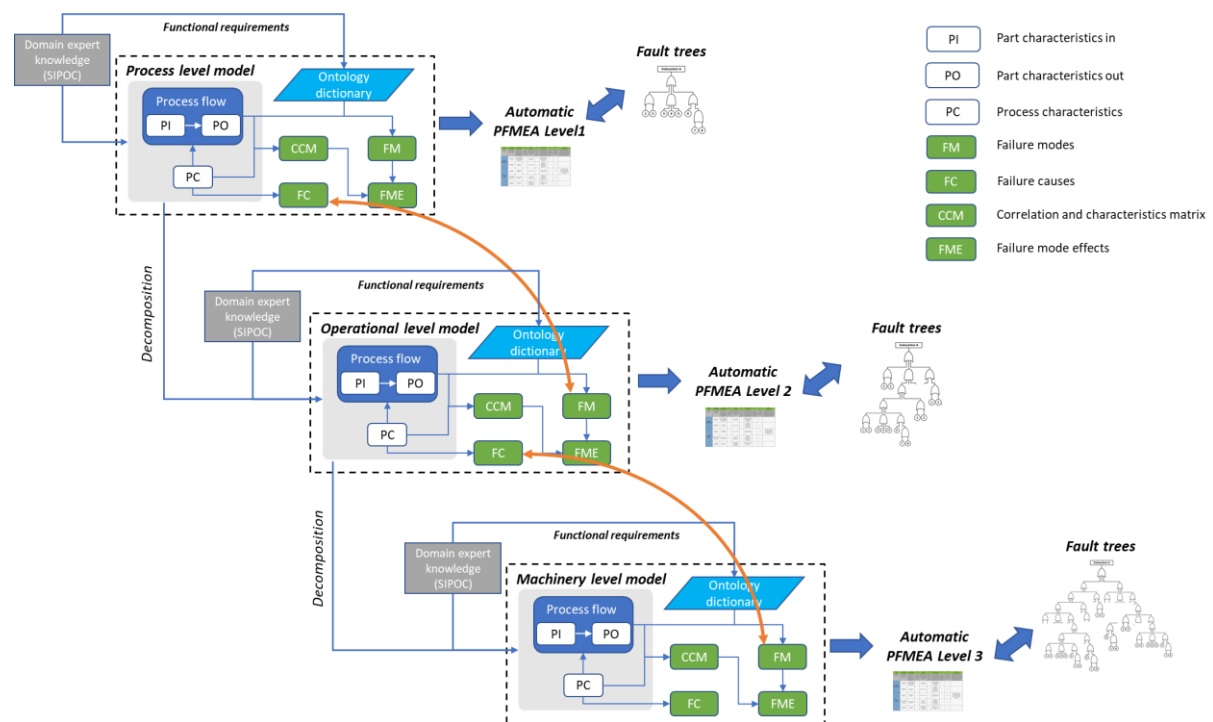 Functional requirements
Domain expert
knowledge
(SIPOC)
Process level model
Ontology
dictionary
Process flow
PI
PO
PC
CCM
FM
FC
FME
Automatic
PFMEA Level1
Fault trees
PI
Part characteristics in
PO
Part characteristics out
PC
Process characteristics
FM
Failure modes
FC
Failure causes
CCM
Correlation and characteristics matrix
FME
Failure mode effects
Decomposition
Functional requirements
Domain expert
knowledge
(SIPOC)
Operational level model
Ontology
dictionary
Process flow
PI
PO
PC
CCM
FM
FC
FME
Automatic
PFMEA Level 2
Fault trees
Decomposition
Functional requirements
Domain expert
knowledge
(SIPOC)
Machinery level model
Ontology
dictionary
Process flow
PI
PO
PC
CCM
FM
FC
FME
Automatic
PFMEA Level 3
Fault trees